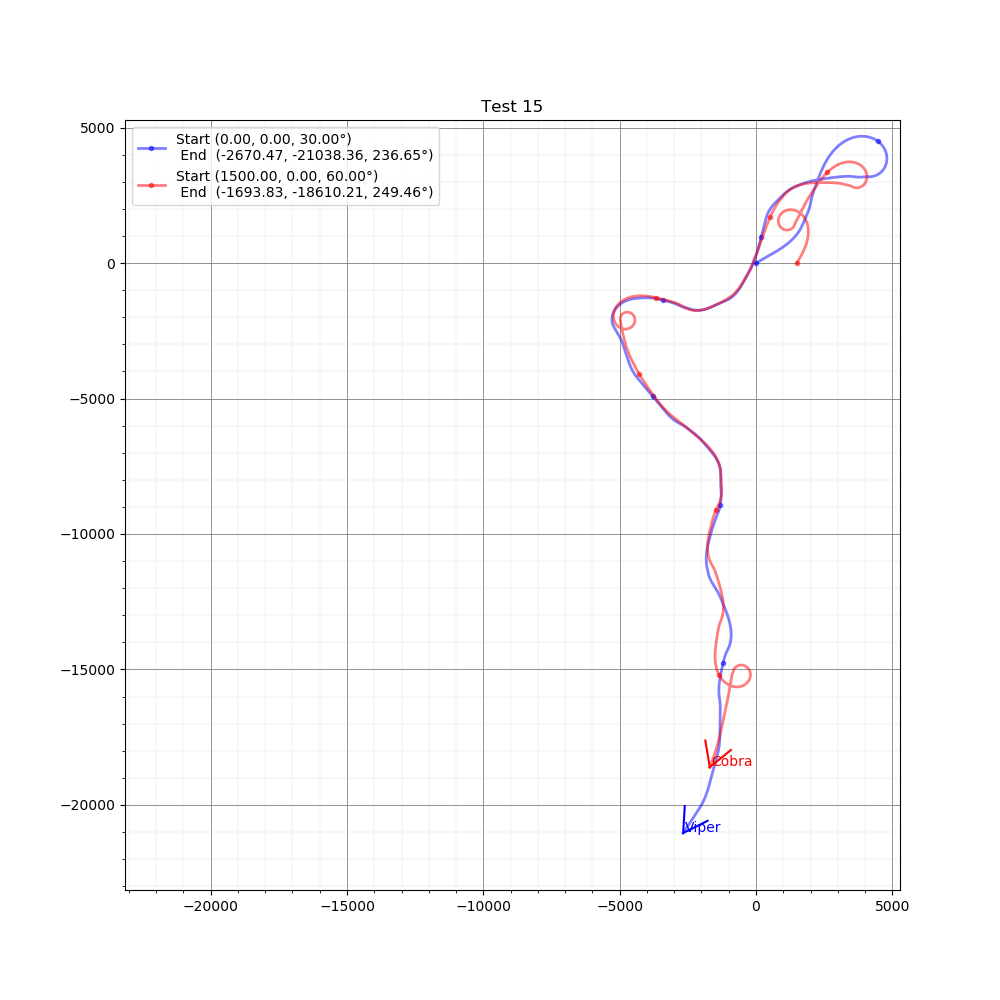 Test 15
Start (0.00, 0.00, 30.00°)
End  (-2670.47, -21038.36, 236.65°)
Start (1500.00, 0.00, 60.00°)
End  (-1693.83, -18610.21, 249.46°)
5000
0
−5000
−10000
−15000
−20000
Cobra
Viper
−20000 −15000 −10000 −5000 0 5000